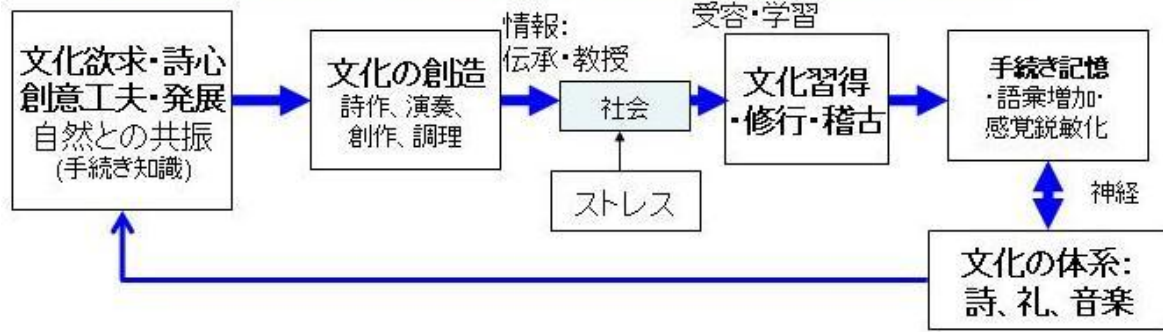 文化欲求・詩心
創意工夫・発展
自然との共振
(手続き知識)
文化の創造
詩作、演奏、
創作、調理
情報:
伝承・教授
社会
ストレス
受容・学習
文化習得
・修行・稽古
手続き記憶
・語彙増加・
感覚鋭敏化
神経
文化の体系:
詩、礼、音楽